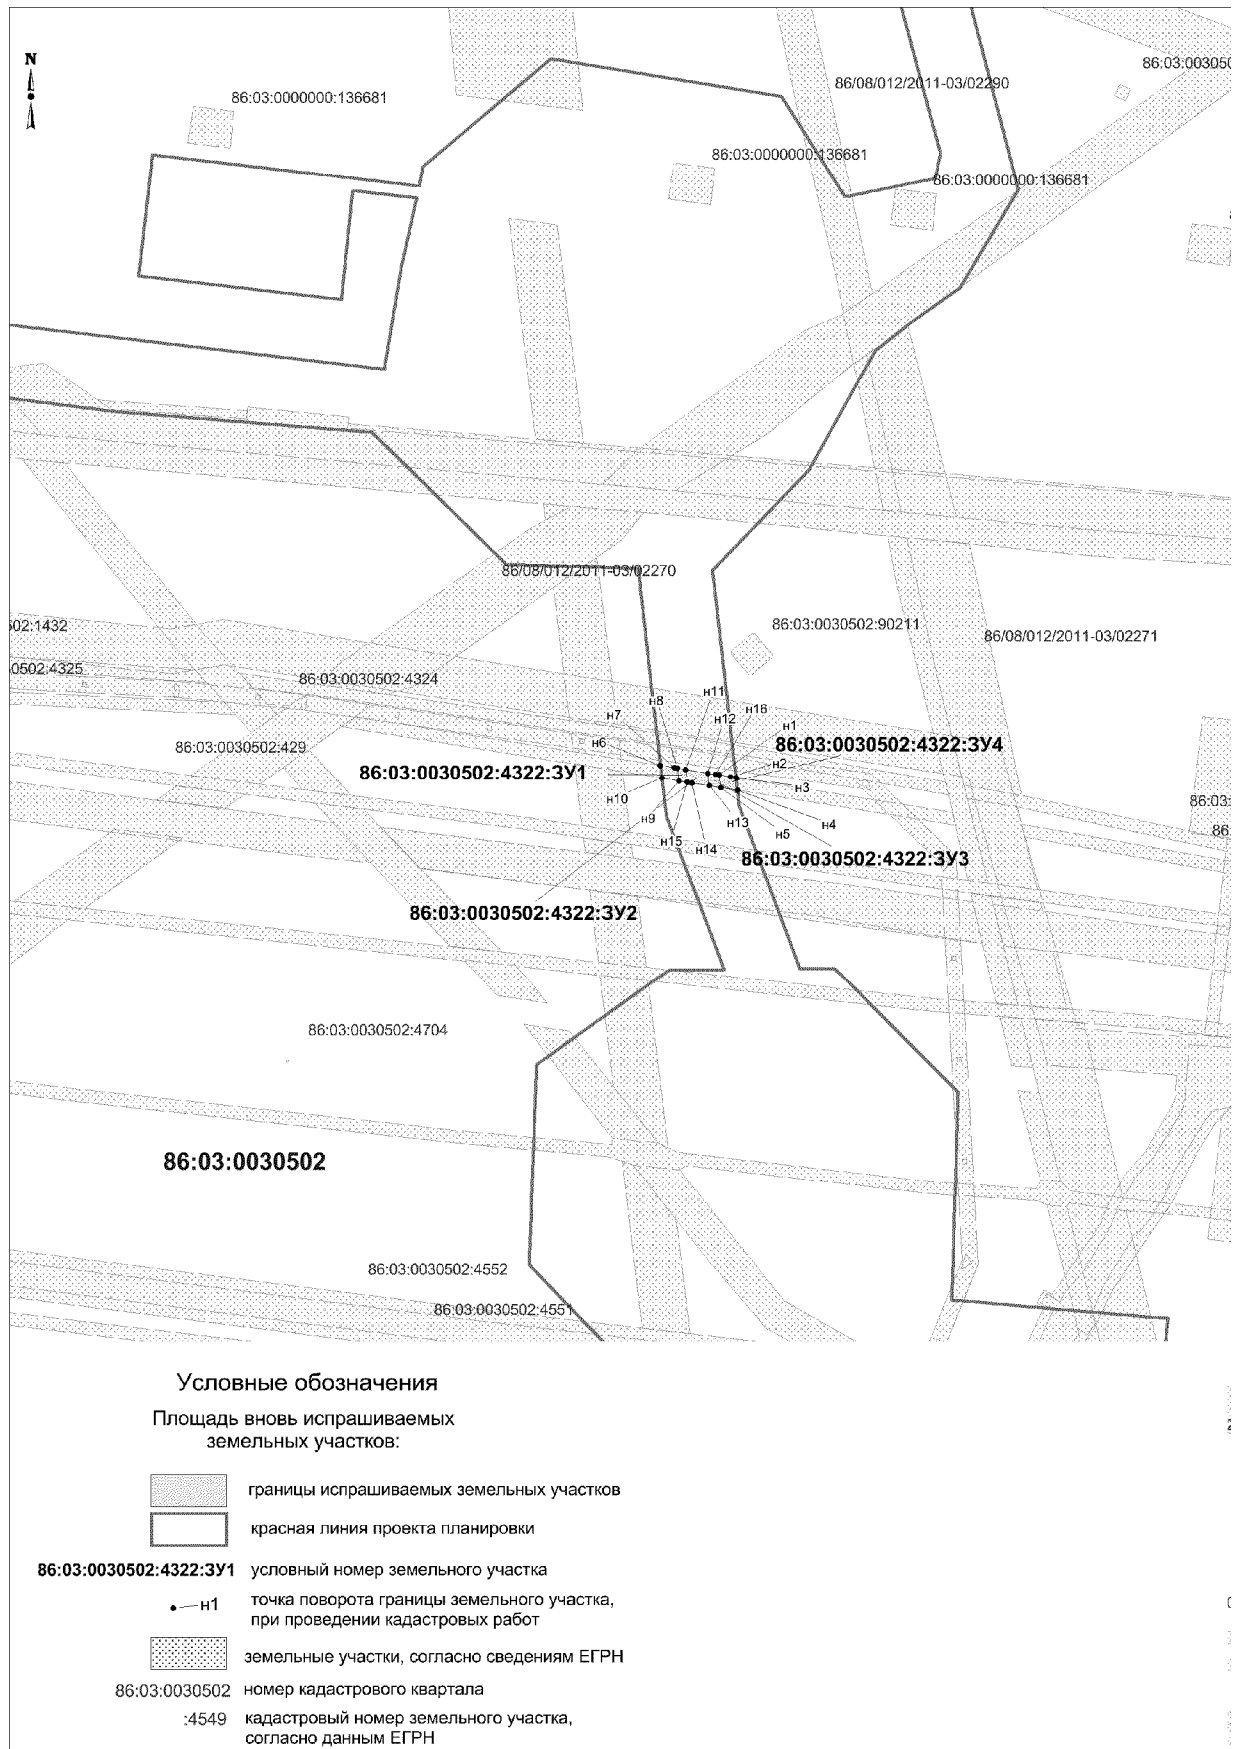 N
86:03:0000000:136681
86/08/012/2011-03/02290
86:03:0000000:136681
86:03:0000000:136681
86/08/012/2011-03/02270
86:03:0030502:90211
86/08/012/2011-03/02271
02:1432
0502:4325
86:03:0030502:4324
86:03:0030502:429
н11
н8
н16
н7
н12
н1
н6
86:03:0030502:4322:ЗУ4
н2
86:03:0030502:4322:ЗУ1
н3
н10
н9
н13
н4
н5
н15
н14
86:03:0030502:4322:ЗУ3
86:03:0030502:4322:ЗУ2
86:03:
86:
86:03:0030502:4704
86:03:0030502
86:03:0030502:4552
86:03:0030502:4551
Условные обозначения
Площадь вновь испрашиваемых
земельных участков:
границы испрашиваемых земельных участков
красная линия проекта планировки
86:03:0030502:4322:ЗУ1 условный номер земельного участка
н1 точка поворота границы земельного участка,
при проведении кадастровых работ
земельные участки, согласно сведениям ЕГРН
86:03:0030502 номер кадастрового квартала
:4549 кадастровый номер земельного участка,
согласно данным ЕГРН